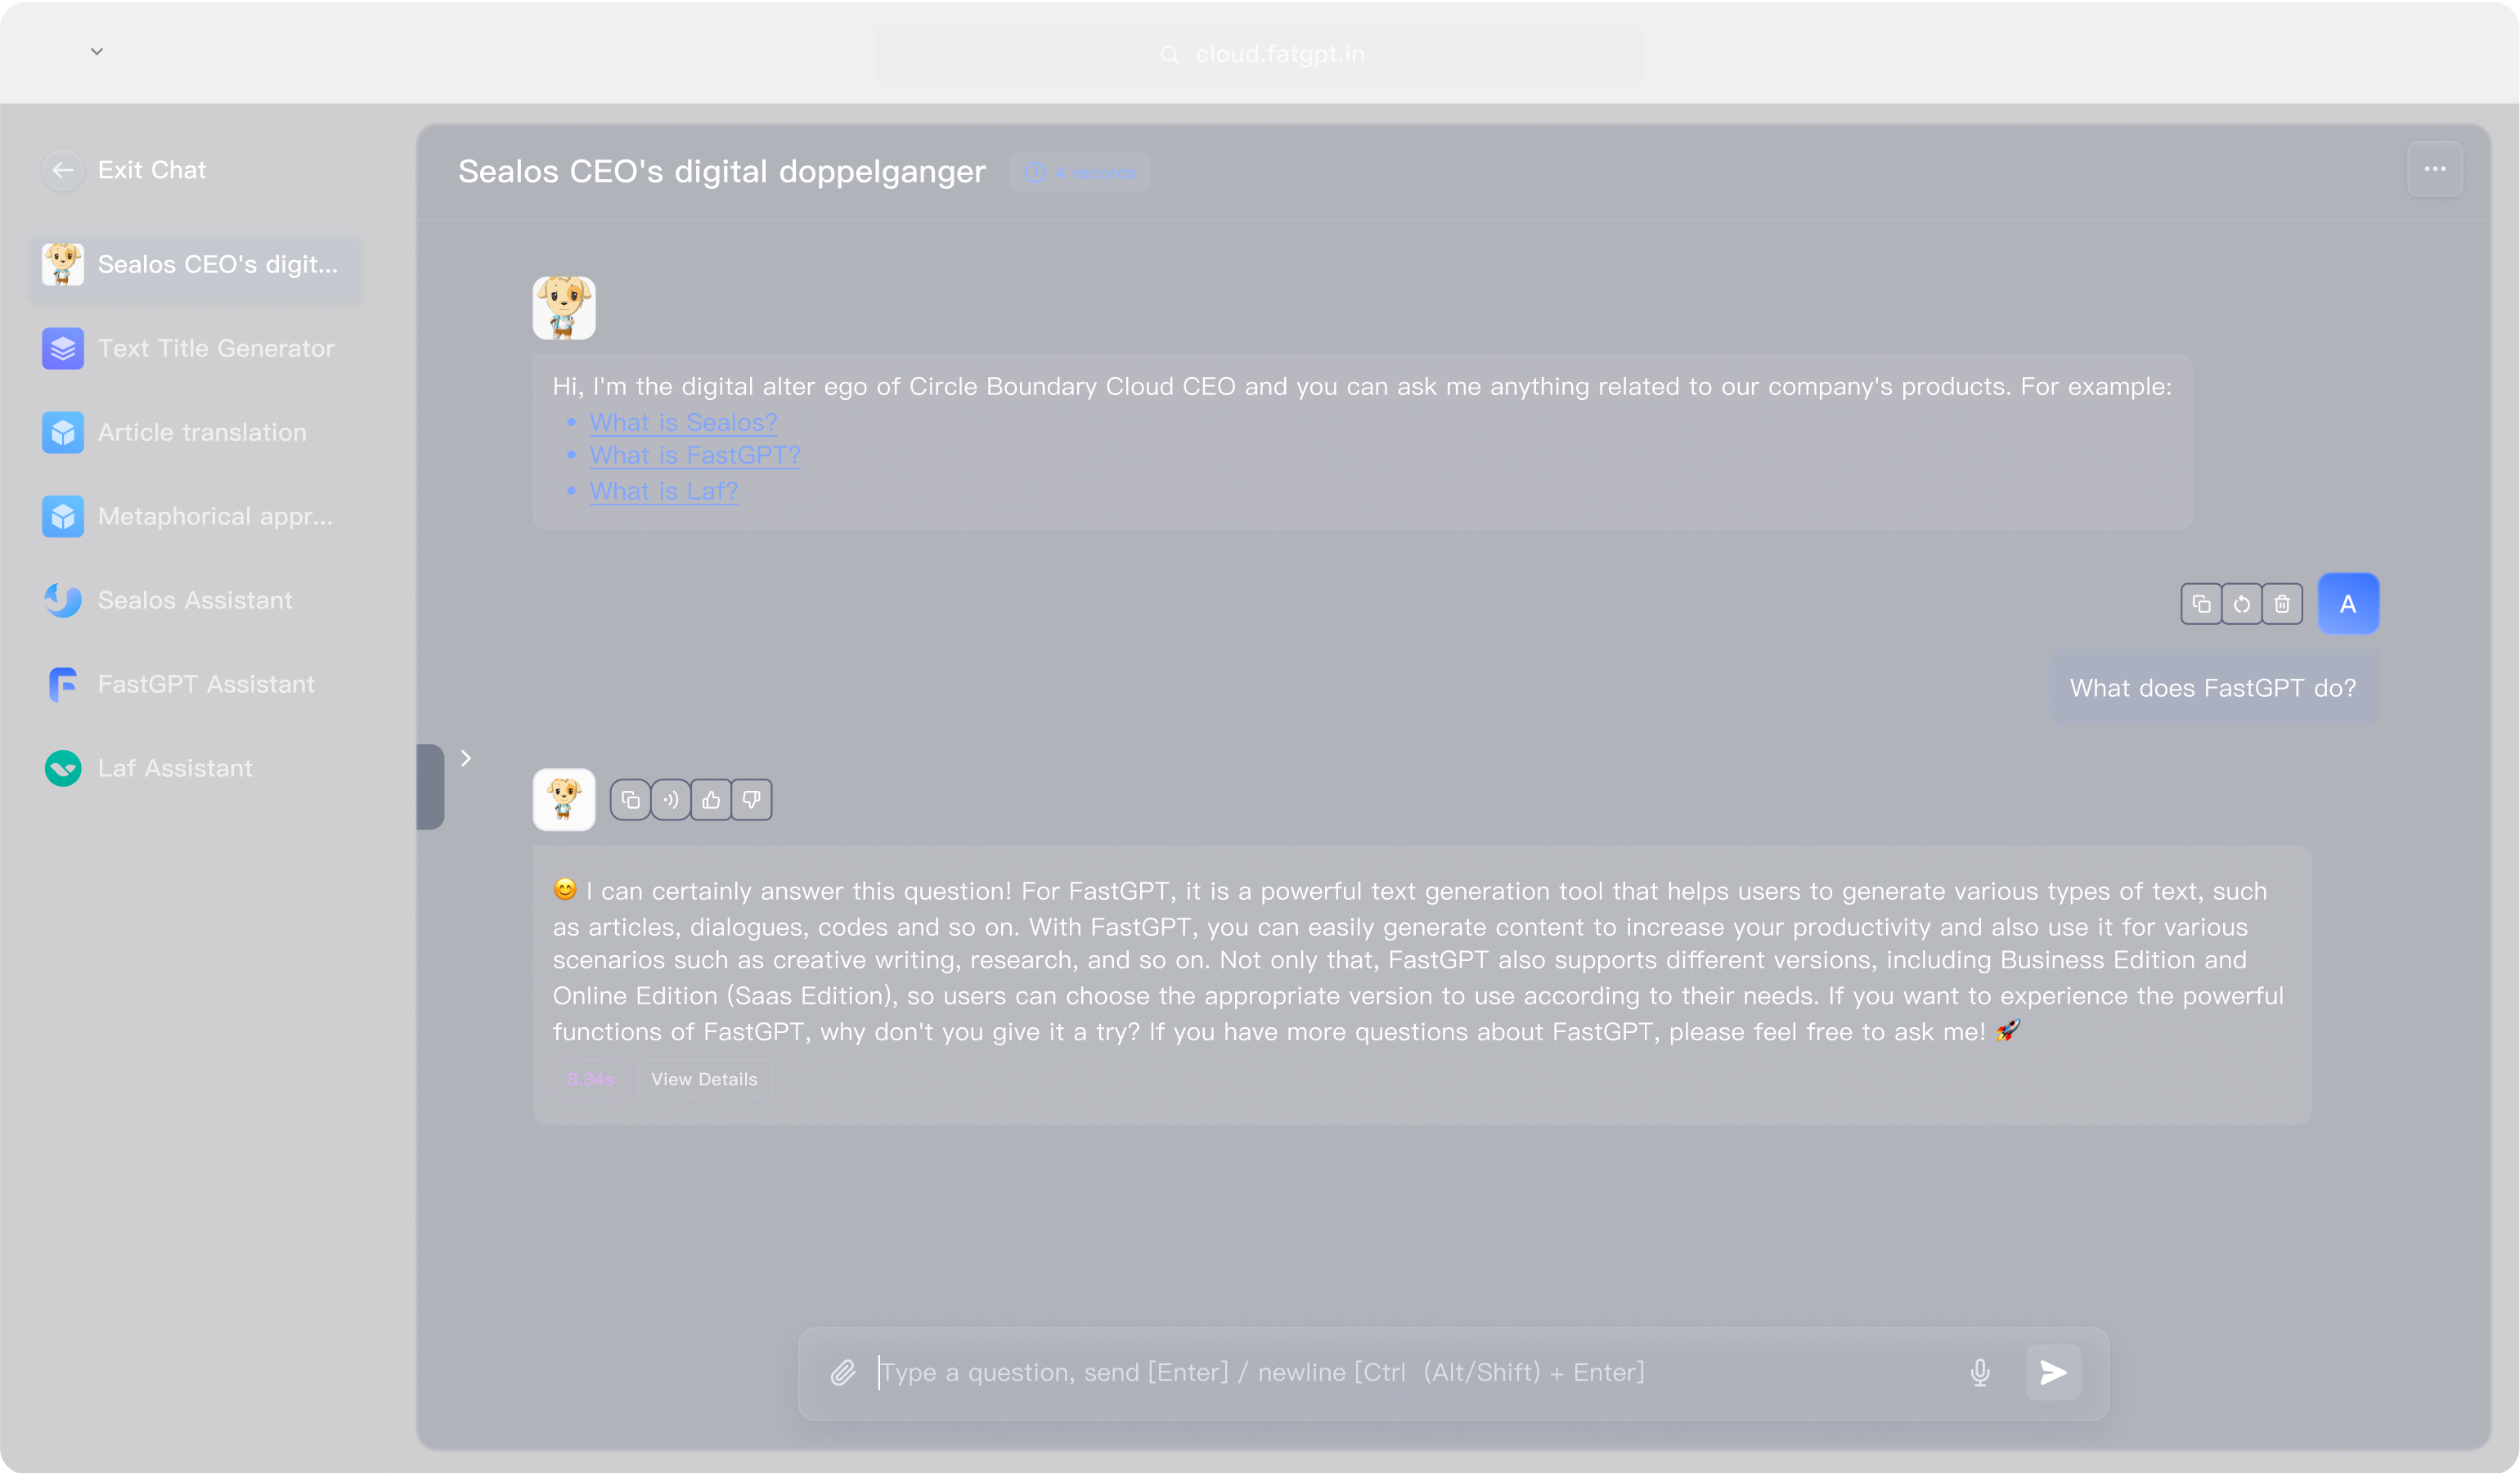 cloud.fatgpt.in
Exit Chat
Sealos CEO's digit...
Text Title Generator
Article translation
Metaphorical appr...
Sealos Assistant
FastGPT Assistant
Laf Assistant
Sealos CEO's digital doppelganger
4 records
Hi, I'm the digital alter ego of Circle Boundary Cloud CEO and you can ask me anything related to our company's products. For example:
• What is Sealos?
• What is FastGPT?
• What is Laf?
A
What does FastGPT do?
😊 I can certainly answer this question! For FastGPT, it is a powerful text generation tool that helps users to generate various types of text, such
as articles, dialogues, codes and so on. With FastGPT, you can easily generate content to increase your productivity and also use it for various
scenarios such as creative writing, research, and so on. Not only that, FastGPT also supports different versions, including Business Edition and
Online Edition (Saas Edition), so users can choose the appropriate version to use according to their needs. If you want to experience the powerful
functions of FastGPT, why don't you give it a try? If you have more questions about FastGPT, please feel free to ask me! 🚀
8.34s
View Details
Type a question, send [Enter] / newline [Ctrl (Alt/Shift) + Enter]